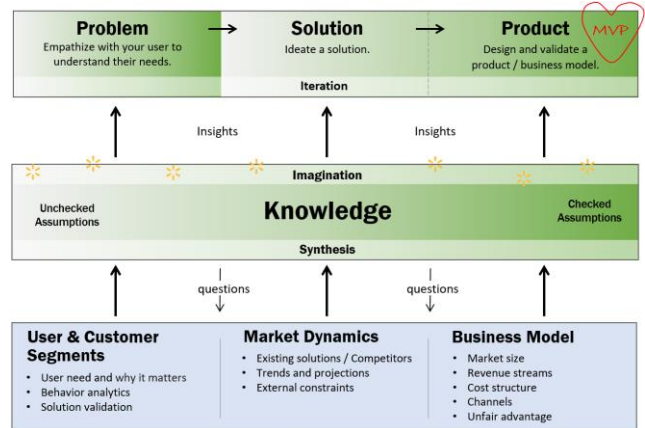 Problem
Empathize with your user to
understand their needs.
Solution
Ideate a solution.
Product
Design and validate a
product / business model.
MVP
Iteration
Insights
Insights
Imagination
Unchecked
Assumptions
Knowledge
Checked
Assumptions
Synthesis
questions
questions
User & Customer
Segments
• User need and why it matters
• Behavior analytics
• Solution validation
Market Dynamics
• Existing solutions / Competitors
• Trends and projections
• External constraints
Business Model
• Market size
• Revenue streams
• Cost structure
• Channels
• Unfair advantage